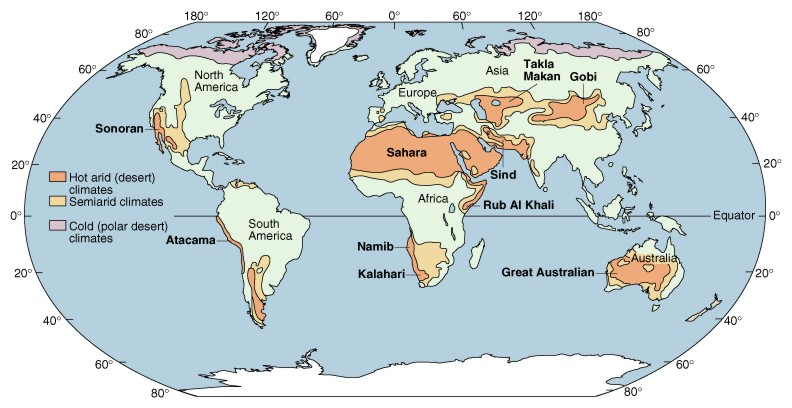 180° 120° 60° 0° 60° 120° 180°
80° 80°
60° 60°
40° 40°
20° 20°
0° Equator 0°
20° 20°
40° 40°
60° 60°
80° 80°
North
America
Europe
Asia
Takla
Makan
Gobi
Sonoran
Sahara
Sind
Hot arid (desert)
climates
Semiarid climates
Cold (polar desert)
climates
Africa
Rub Al Khali
South
America
Atacama
Namib
Kalahari
Great Australian
Australia